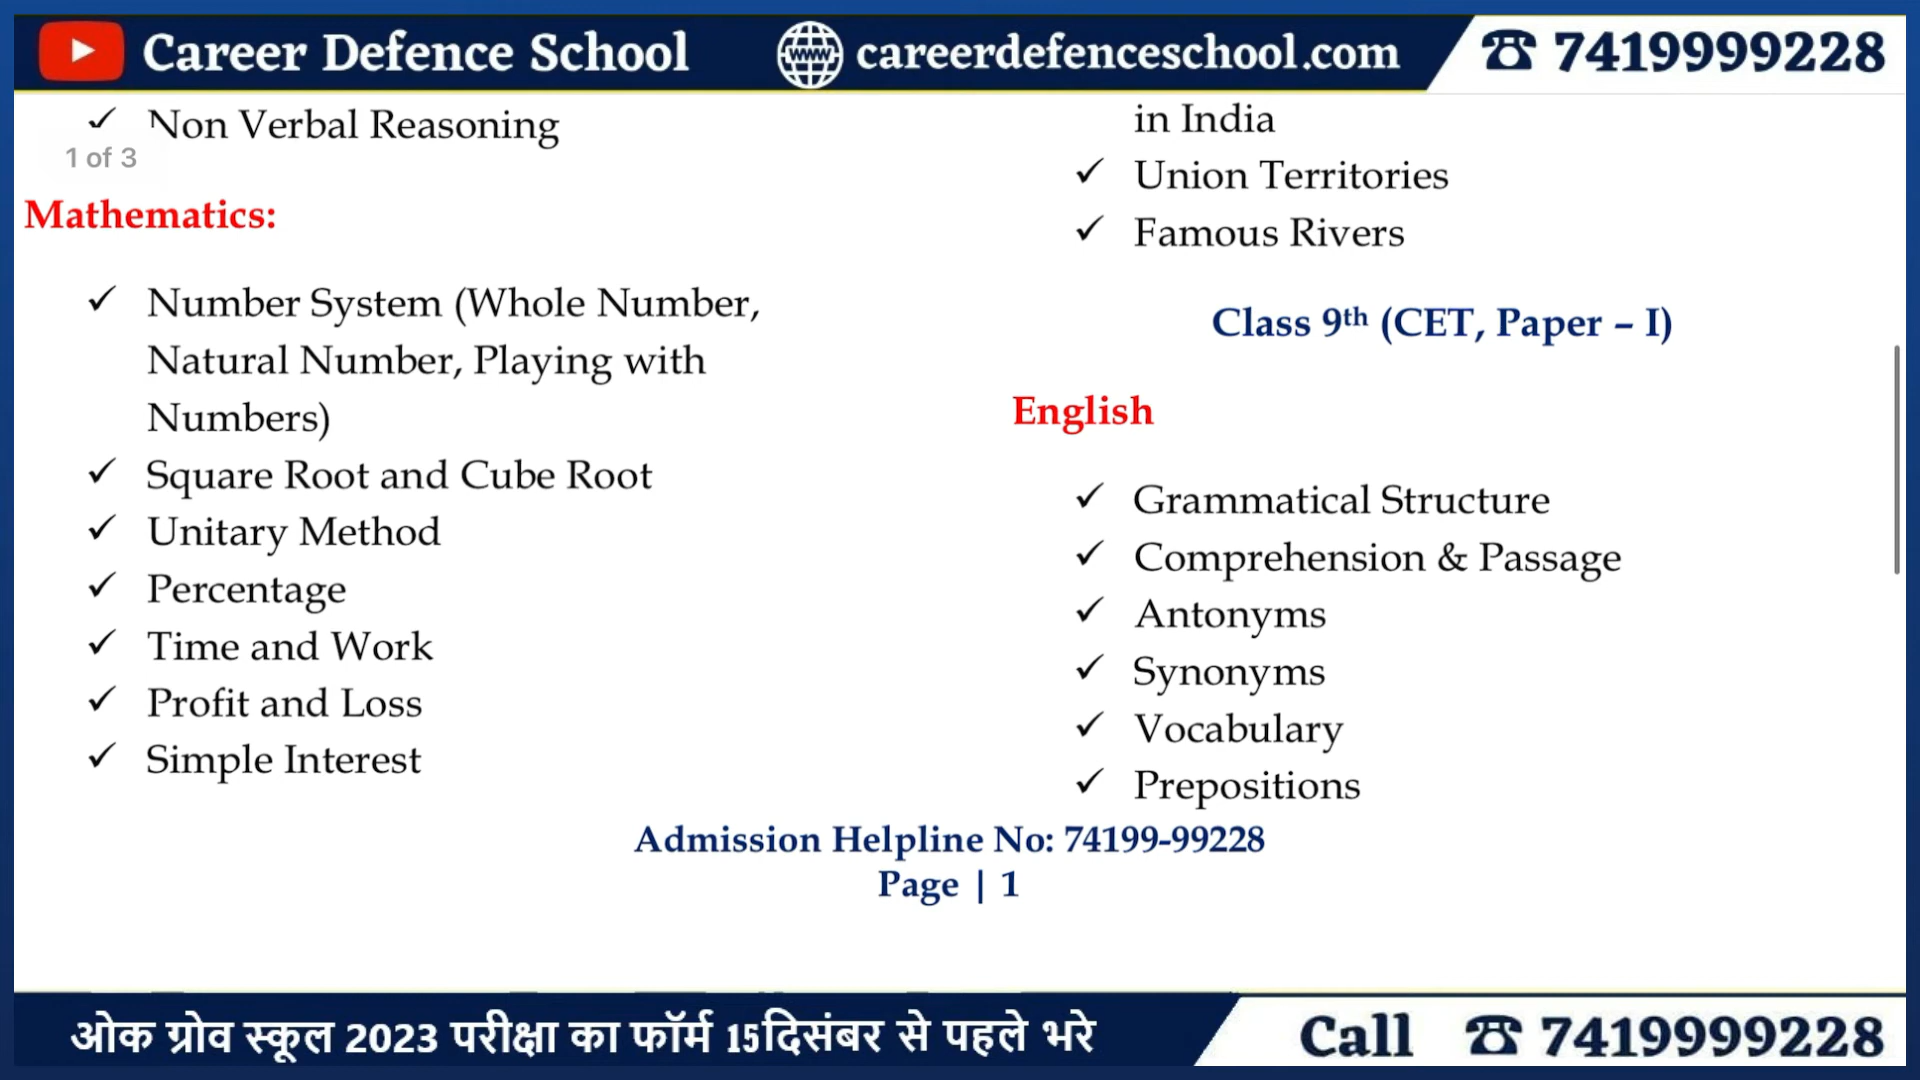 Career Defence School
www
careerdefenceschool.com
☎ 7419999228
✓ Non Verbal Reasoning
1 of 3
Mathematics:
✓ Number System (Whole Number,
Natural Number, Playing with
Numbers)
✓ Square Root and Cube Root
✓ Unitary Method
✓ Percentage
✓ Time and Work
✓ Profit and Loss
✓ Simple Interest
in India
✓ Union Territories
✓ Famous Rivers
Class 9th (CET, Paper – I)
English
✓ Grammatical Structure
✓ Comprehension & Passage
✓ Antonyms
✓ Synonyms
✓ Vocabulary
✓ Prepositions
Admission Helpline No: 74199-99228
Page | 1
ओक ग्रोव स्कूल 2023 परीक्षा का फॉर्म 15दिसंबर से पहले भरे
Call ☎ 7419999228